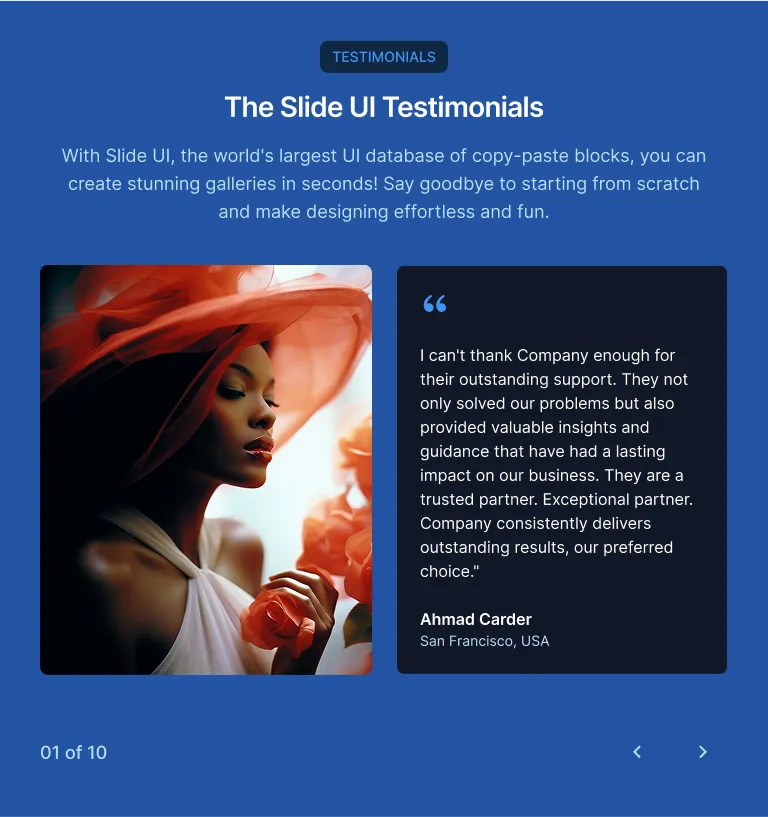 TESTIMONIALS
The Slide UI Testimonials
With Slide UI, the world's largest UI database of copy-paste blocks, you can
create stunning galleries in seconds! Say goodbye to starting from scratch
and make designing effortless and fun.
“
I can't thank Company enough for
their outstanding support. They not
only solved our problems but also
provided valuable insights and
guidance that have had a lasting
impact on our business. They are a
trusted partner. Exceptional partner.
Company consistently delivers
outstanding results, our preferred
choice."
Ahmad Carder
San Francisco, USA
01 of 10